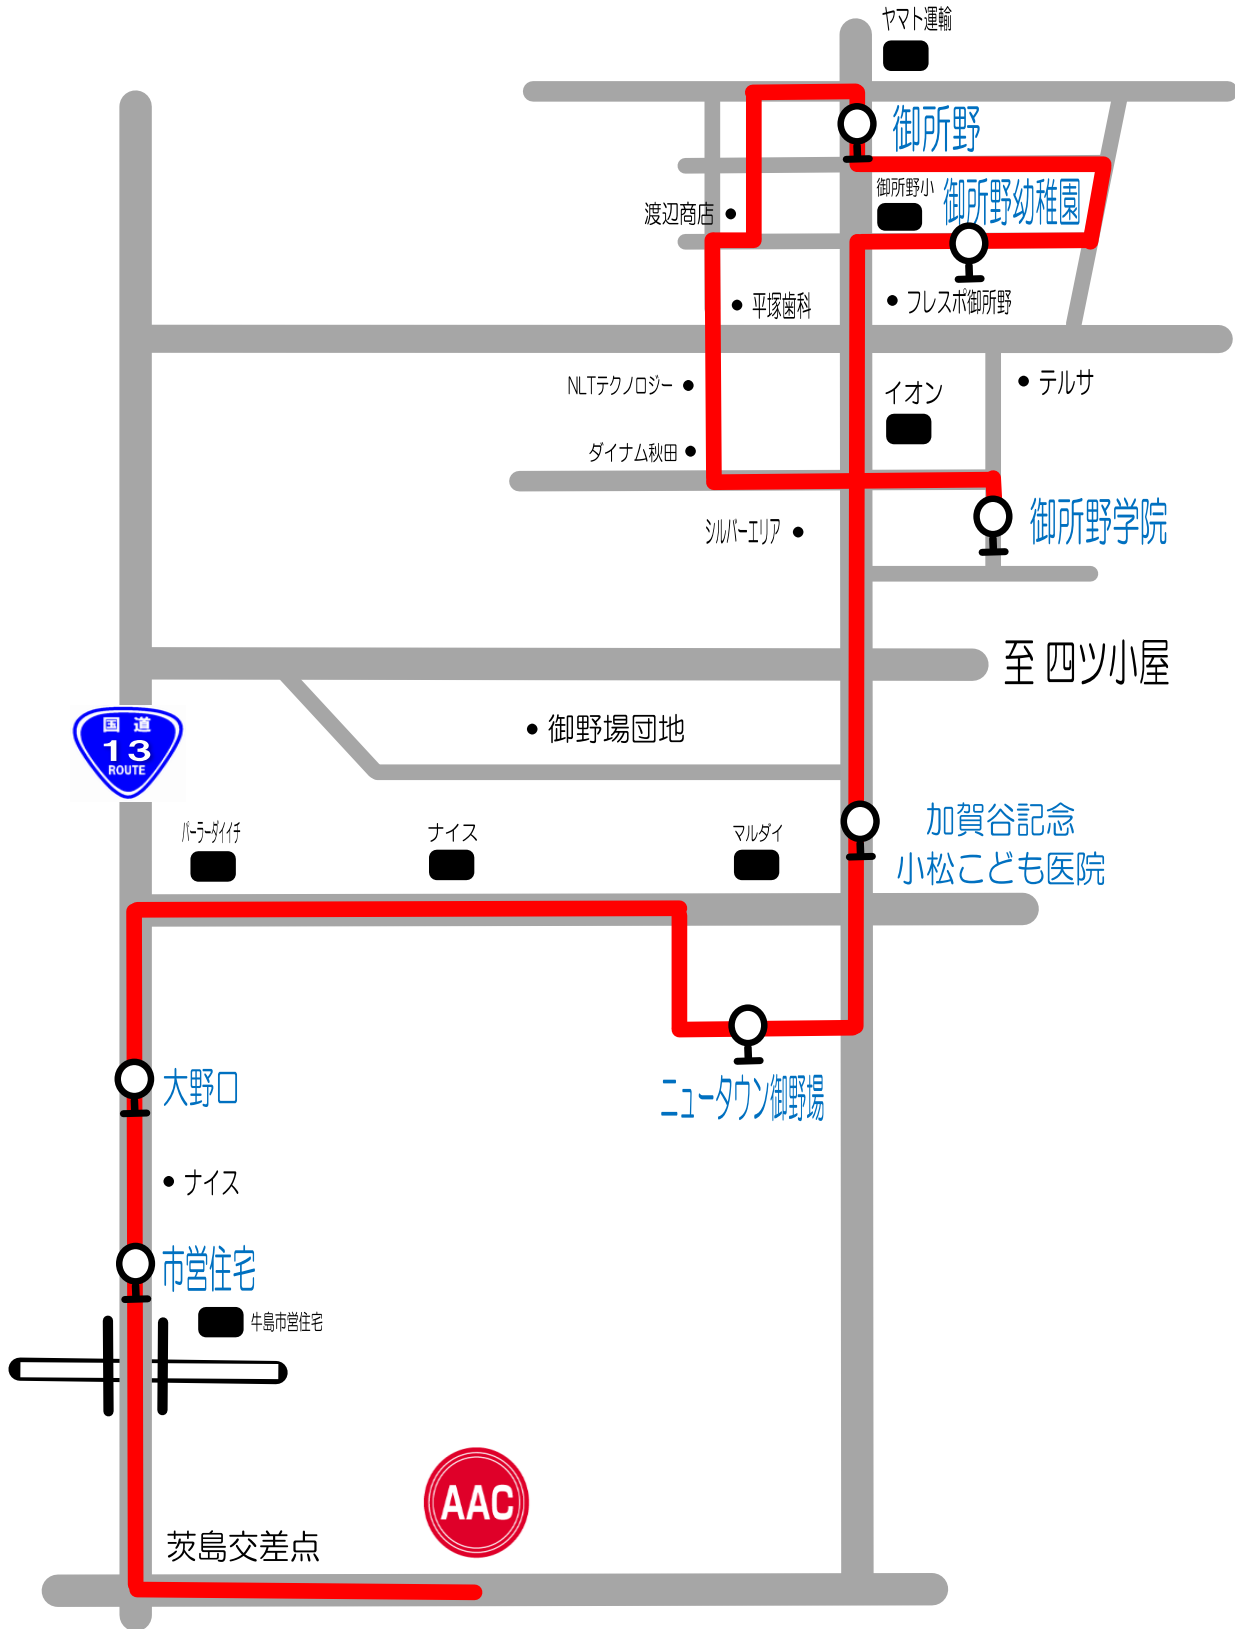 ヤマト運輸
御所野
御所野小
御所野幼稚園
渡辺商店
平塚歯科
フレスポ御所野
NLTテクノロジー
イオン
テルサ
ダイナム秋田
シルバーエリア
御所野学院
至 四ツ小屋
国道
13
ROUTE
御野場団地
パーラーダイイチ
ナイス
マルダイ
加賀谷記念
小松こども医院
大野口
ニュータウン御野場
ナイス
市営住宅
牛島市営住宅
AAC
茨島交差点